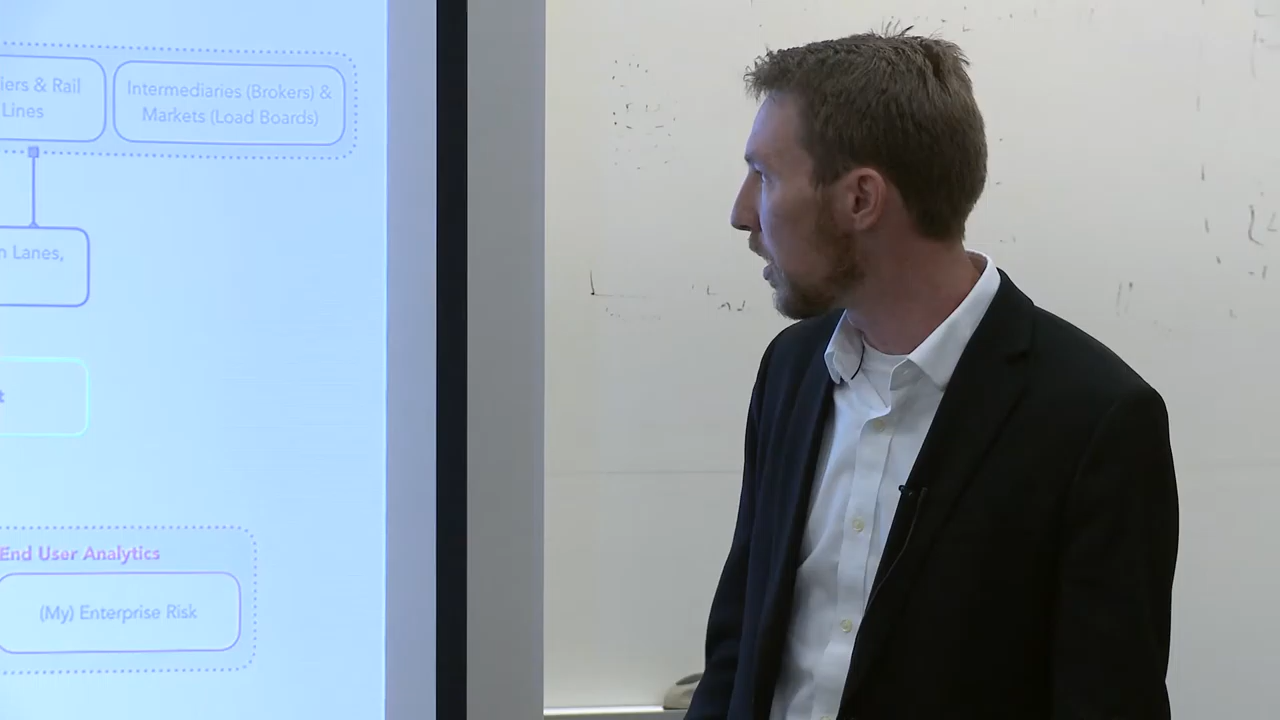 iers & Rail
Lines
Intermediaries (Brokers) &
Markets (Load Boards)
n Lanes,
t
End User Analytics
(My) Enterprise Risk